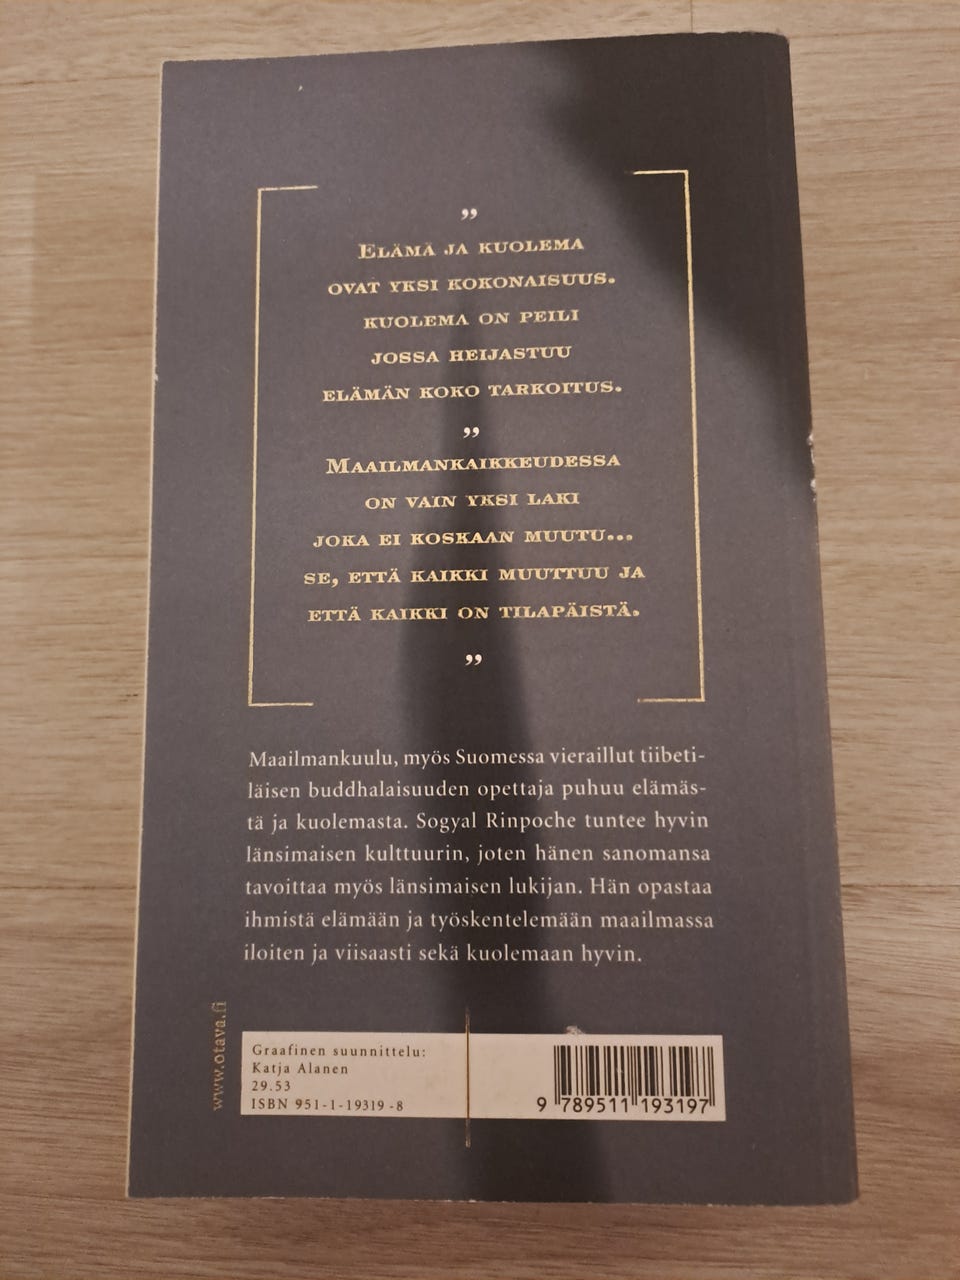 ”
ELÄMÄ JA KUOLEMA
OVAT YKSI KOKONAISUUS.
KUOLEMA ON PEILI
JOSSA HEIJASTUU
ELÄMÄN KOKO TARKOITUS.
”
MAAILMANKAIKKEUDESSA
ON VAIN YKSI LAKI
JOKA EI KOSKAAN MUUTU...
SE, ETTÄ KAIKKI MUUTTUU JA
ETTÄ KAIKKI ON TILAPÄISTÄ.
”
Maailmankuulu, myös Suomessa vieraillut tiibeti-
läisen buddhalaisuuden opettaja puhuu elämäs-
tä ja kuolemasta. Sogyal Rinpoche tuntee hyvin
länsimaisen kulttuurin, joten hänen sanomansa
tavoittaa myös länsimaisen lukijan. Hän opastaa
ihmistä elämään ja työskentelemään maailmassa
iloiten ja viisaasti sekä kuolemaan hyvin.
www.otava.fi
Graafinen suunnittelu:
Katja Alanen
29.53
ISBN 951-1-19319-8
9 789511 193197